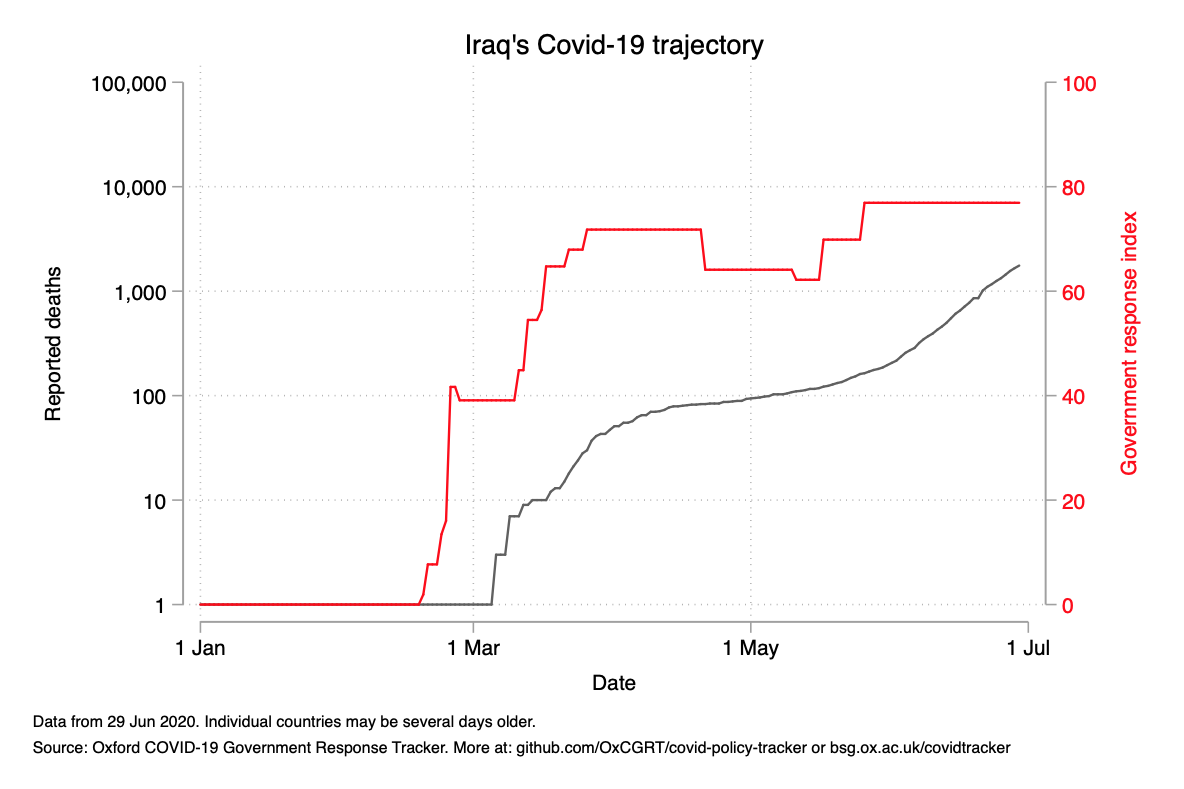 Iraq's Covid-19 trajectory
100,000
10,000
1,000
100
10
1
Reported deaths
100
80
60
40
20
0
Government response index
1 Jan
1 Mar
1 May
1 Jul
Date
Data from 29 Jun 2020. Individual countries may be several days older.
Source: Oxford COVID-19 Government Response Tracker. More at: github.com/OxCGRT/covid-policy-tracker or bsg.ox.ac.uk/covidtracker